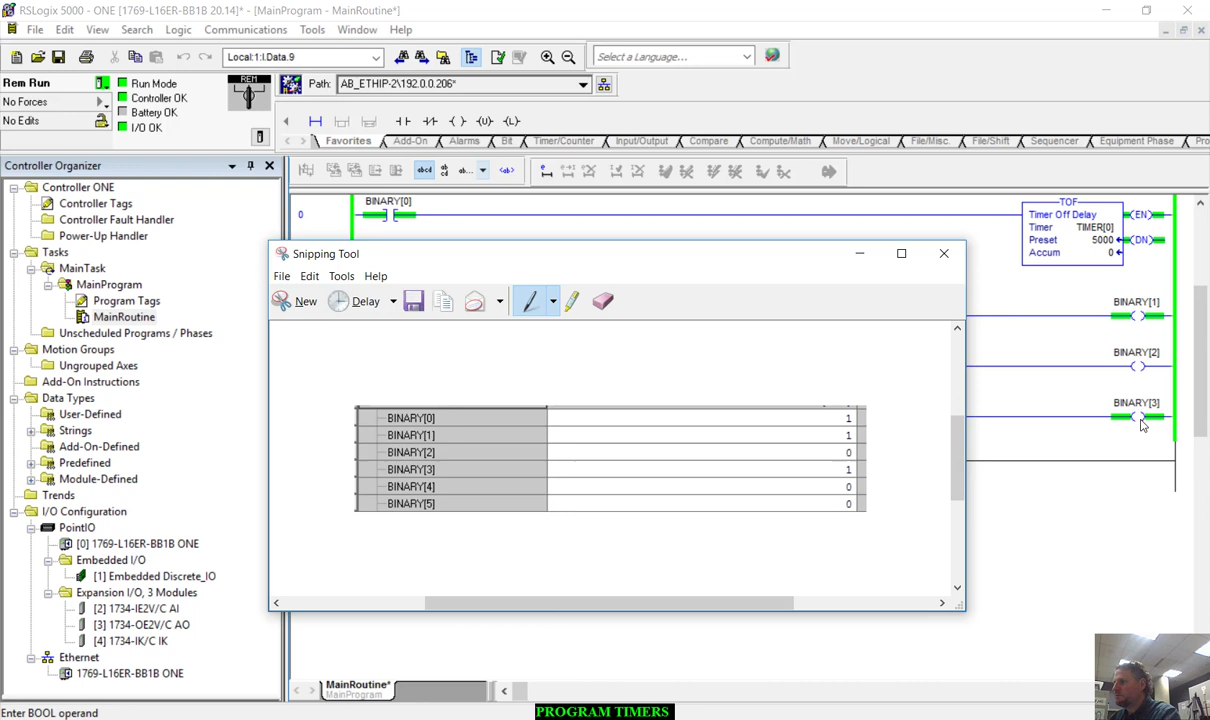 RSLogix 5000 - ONE [1769-L16ER-BB1B 20.14]* - [MainProgram - MainRoutine*]
File Edit View Search Logic Communications Tools Window Help
Local:1:I.Data.9
Select a Language...
Rem Run
No Forces
No Edits
Run Mode
Controller OK
Battery OK
I/O OK
REM
Path: AB_ETHIP-2\192.0.0.206*
Favorites Add-On Alarms Bit Timer/Counter Input/Output Compare Compute/Math Move/Logical File/Misc. File/Shift Sequencer Equipment Phase Pro
Controller Organizer
Controller ONE
Controller Tags
Controller Fault Handler
Power-Up Handler
Tasks
MainTask
MainProgram
Program Tags
MainRoutine
Unscheduled Programs / Phases
Motion Groups
Ungrouped Axes
Add-On Instructions
Data Types
User-Defined
Strings
Add-On-Defined
Predefined
Module-Defined
Trends
I/O Configuration
PointIO
[0] 1769-L16ER-BB1B ONE
Embedded I/O
[1] Embedded Discrete_IO
Expansion I/O, 3 Modules
[2] 1734-IE2V/C AI
[3] 1734-OE2V/C AO
[4] 1734-IK/C IK
Ethernet
1769-L16ER-BB1B ONE
0
BINARY[0]
TOF
Timer Off Delay
Timer TIMER[0]
Preset 5000
Accum 0
EN
DN
BINARY[1]
BINARY[2]
BINARY[3]
Snipping Tool
File Edit Tools Help
New Delay
BINARY[0] 1
BINARY[1] 1
BINARY[2] 0
BINARY[3] 1
BINARY[4] 0
BINARY[5] 0
MainRoutine*
MainProgram
Enter BOOL operand
PROGRAM TIMERS